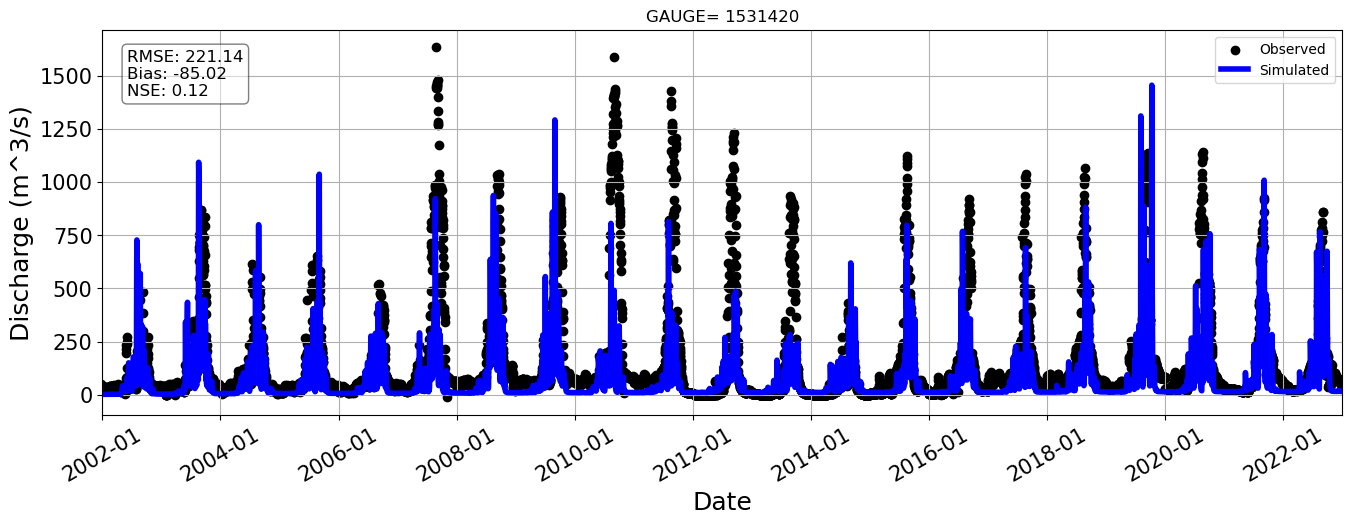 GAUGE= 1531420
RMSE: 221.14
Bias: -85.02
NSE: 0.12
Observed
Simulated
Discharge (m^3/s)
1500
1250
1000
750
500
250
0
2002-01
2004-01
2006-01
2008-01
2010-01
2012-01
2014-01
2016-01
2018-01
2020-01
2022-01
Date